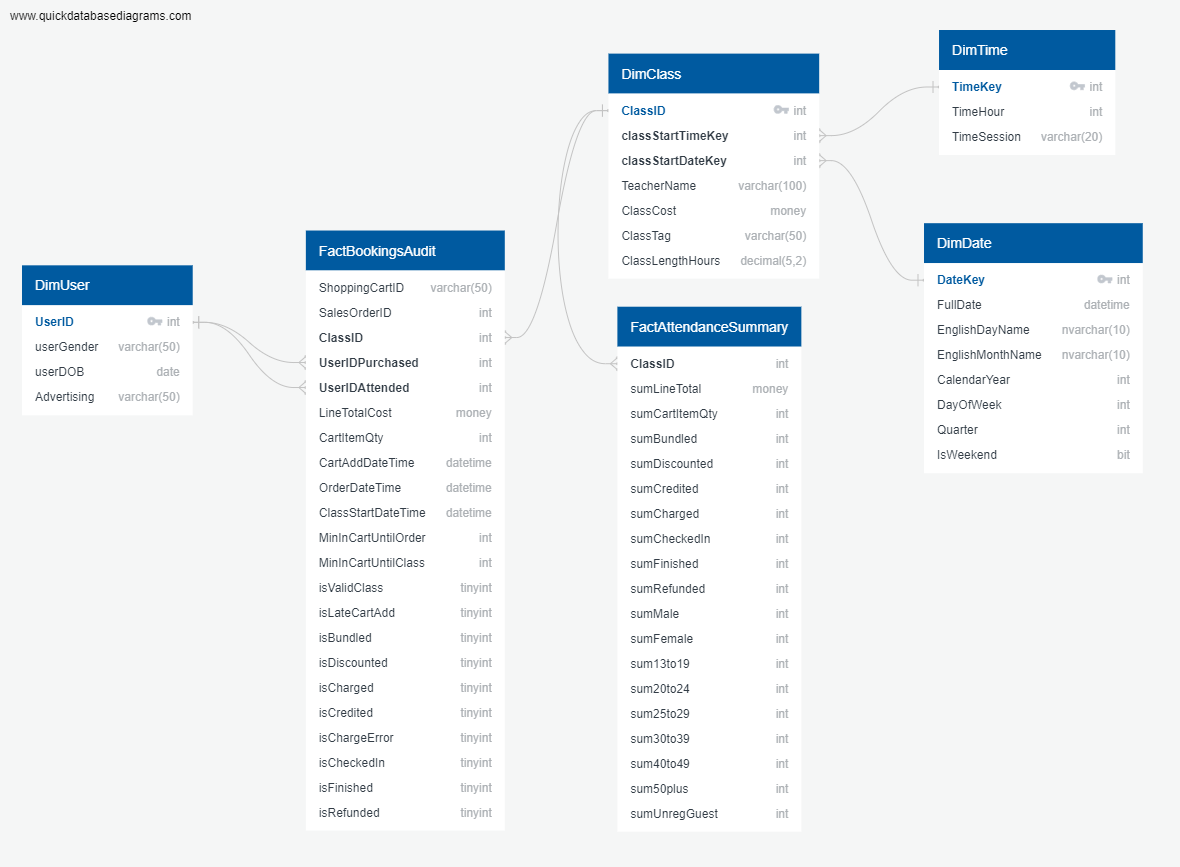 www.quickdatabasediagrams.com
DimUser
UserID int
userGender varchar(50)
userDOB date
Advertising varchar(50)
FactBookingsAudit
ShoppingCartID varchar(50)
SalesOrderID int
ClassID int
UserIDPurchased int
UserIDAttended int
LineTotalCost money
CartItemQty int
CartAddDateTime datetime
OrderDateTime datetime
ClassStartDateTime datetime
MinInCartUntilOrder int
MinInCartUntilClass int
isValidClass tinyint
isLateCartAdd tinyint
isBundled tinyint
isDiscounted tinyint
isCharged tinyint
isCredited tinyint
isChargeError tinyint
isCheckedIn tinyint
isFinished tinyint
isRefunded tinyint
DimClass
ClassID int
classStartTimeKey int
classStartDateKey int
TeacherName varchar(100)
ClassCost money
ClassTag varchar(50)
ClassLengthHours decimal(5,2)
FactAttendanceSummary
ClassID int
sumLineTotal money
sumCartItemQty int
sumBundled int
sumDiscounted int
sumCredited int
sumCharged int
sumCheckedIn int
sumFinished int
sumRefunded int
sumMale int
sumFemale int
sum13to19 int
sum20to24 int
sum25to29 int
sum30to39 int
sum40to49 int
sum50plus int
sumUnregGuest int
DimTime
TimeKey int
TimeHour int
TimeSession varchar(20)
DimDate
DateKey int
FullDate datetime
EnglishDayName nvarchar(10)
EnglishMonthName nvarchar(10)
CalendarYear int
DayOfWeek int
Quarter int
IsWeekend bit